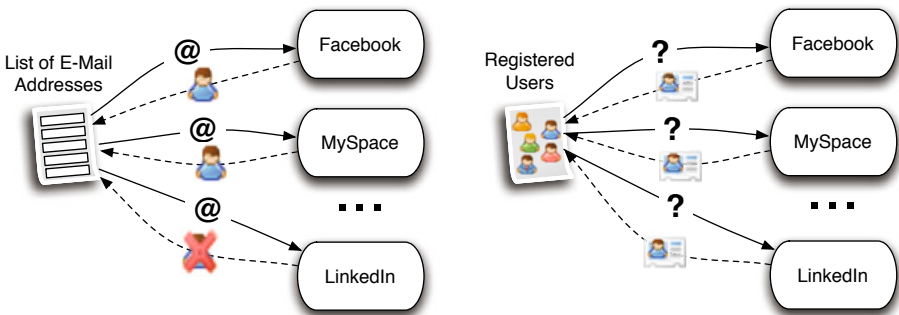 List of E-Mail
Addresses
@
Facebook
@
MySpace
@
LinkedIn
Registered
Users
?
Facebook
?
MySpace
?
LinkedIn